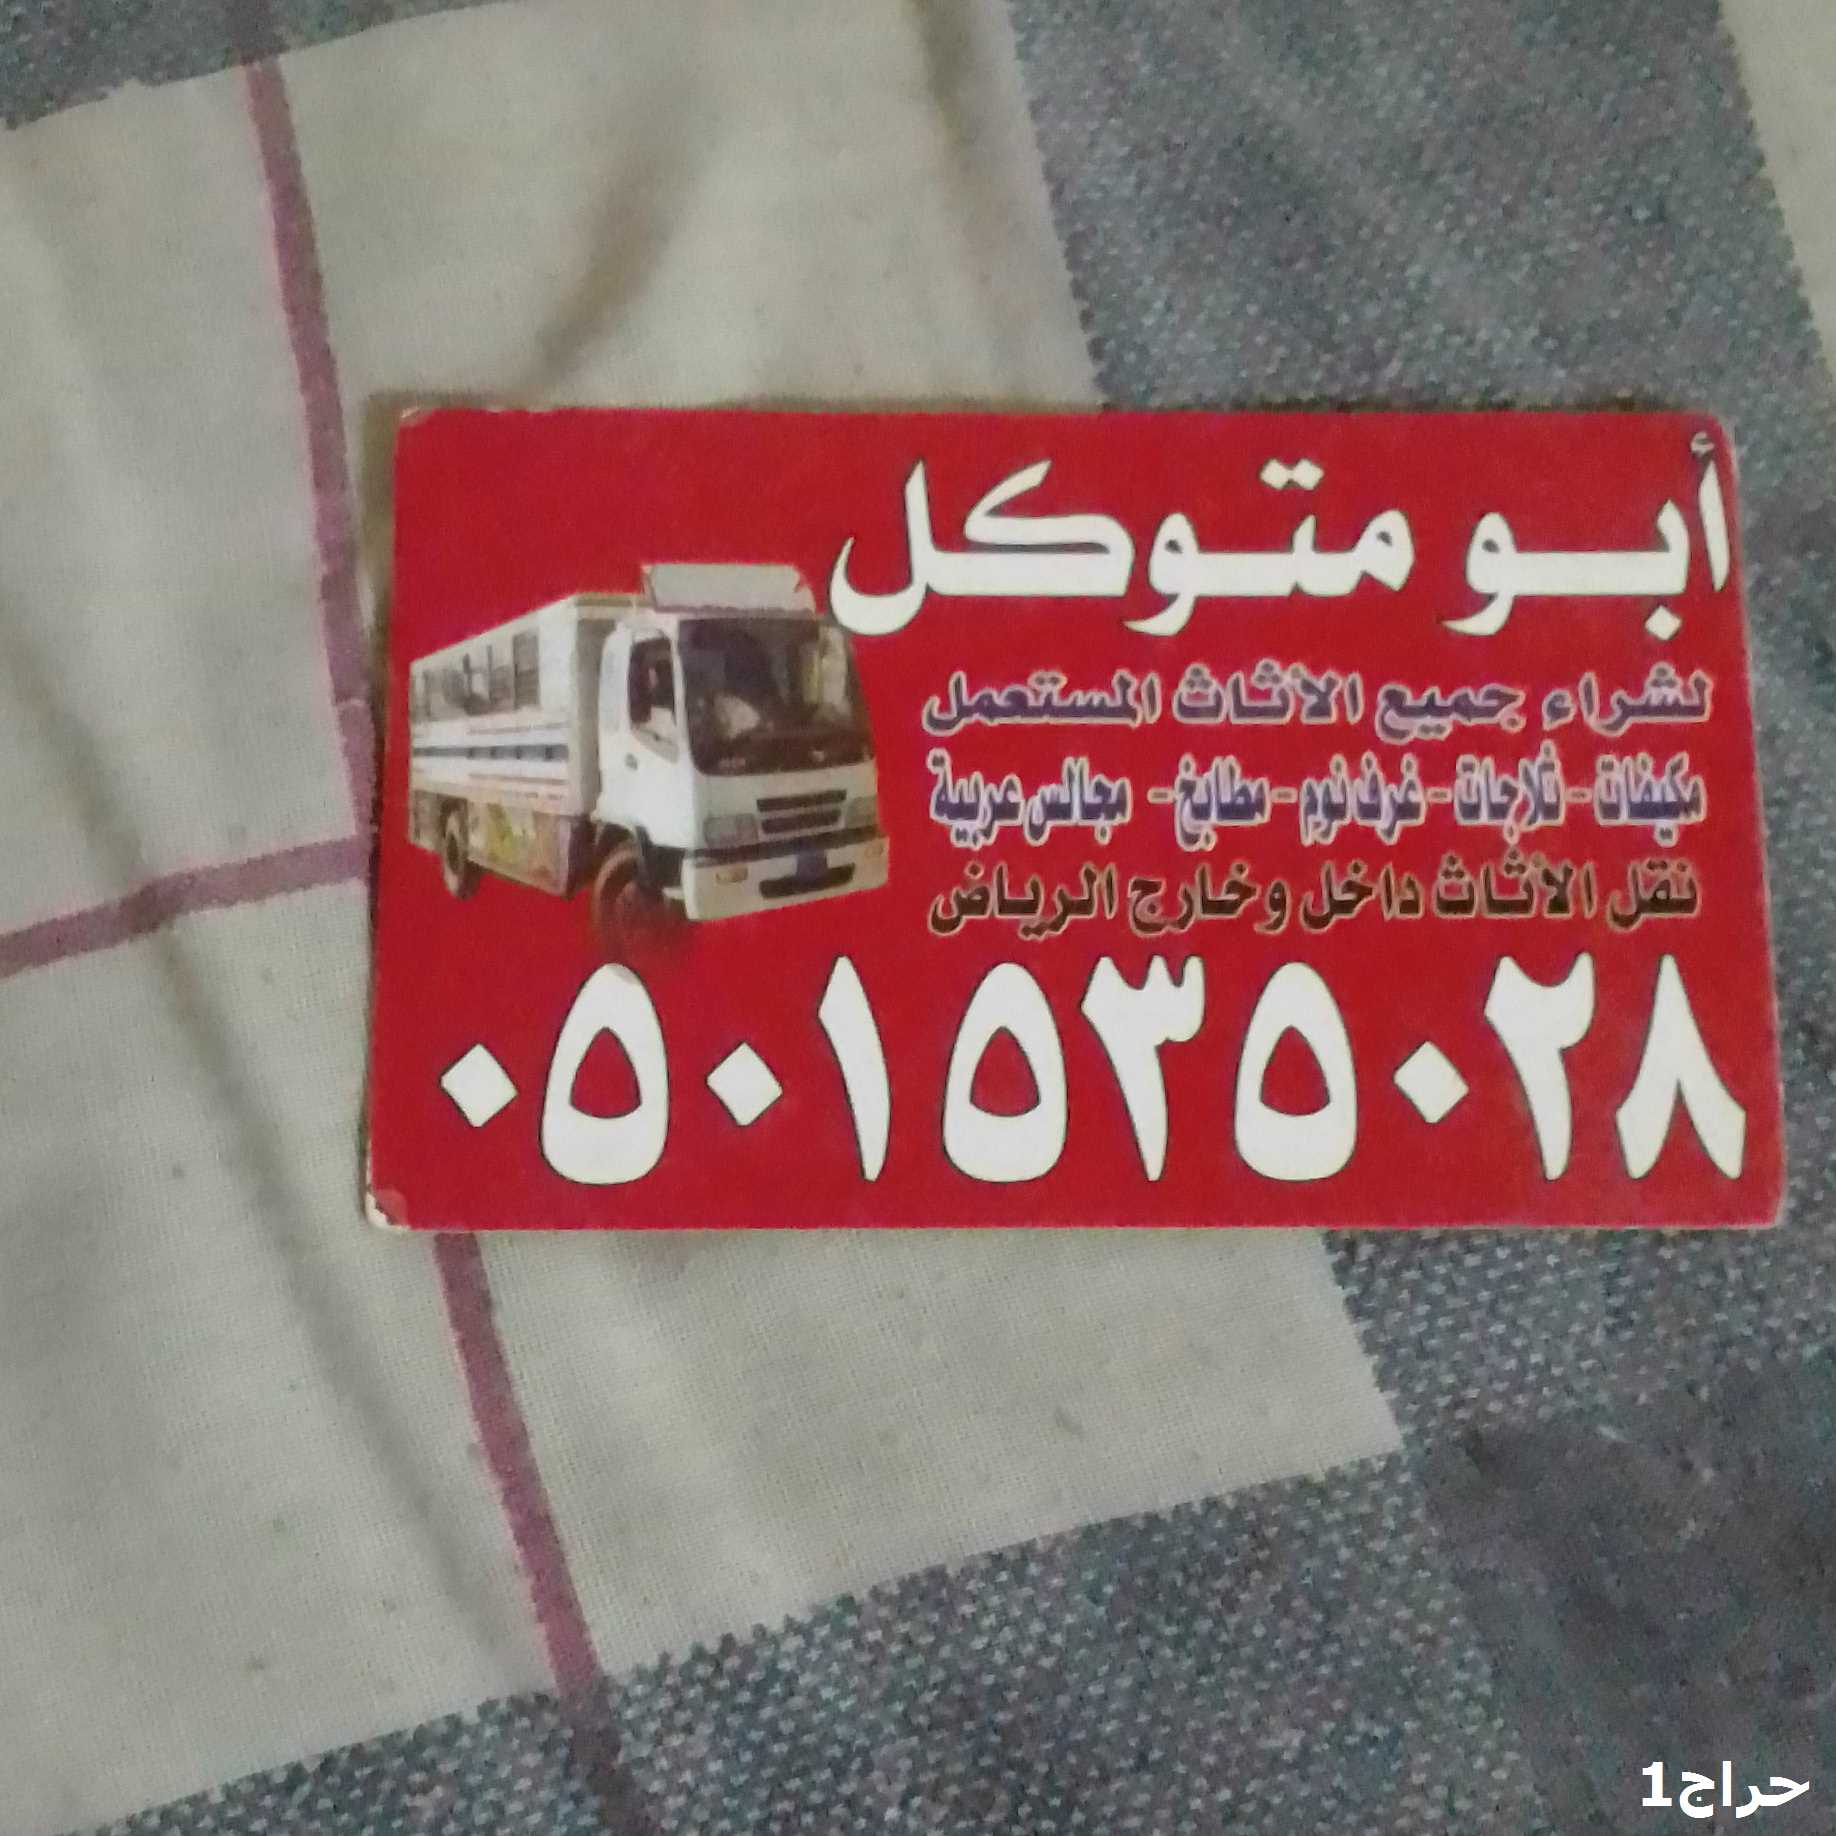 أبو متوكل
لشراء جميع الأثاث المستعمل
مكيفات - ثلاجات - غرف نوم - مطابخ - مجالس عربية
نقل الأثاث داخل وخارج الرياض
٠٥٠١٥٣٥٠٢٨
حراج1